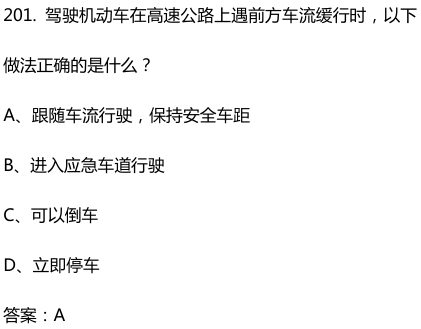 201. 驾驶机动车在高速公路上遇前方车流缓行时，以下
做法正确的是什么？
A、跟随车流行驶，保持安全车距
B、进入应急车道行驶
C、可以倒车
D、立即停车
答案：A